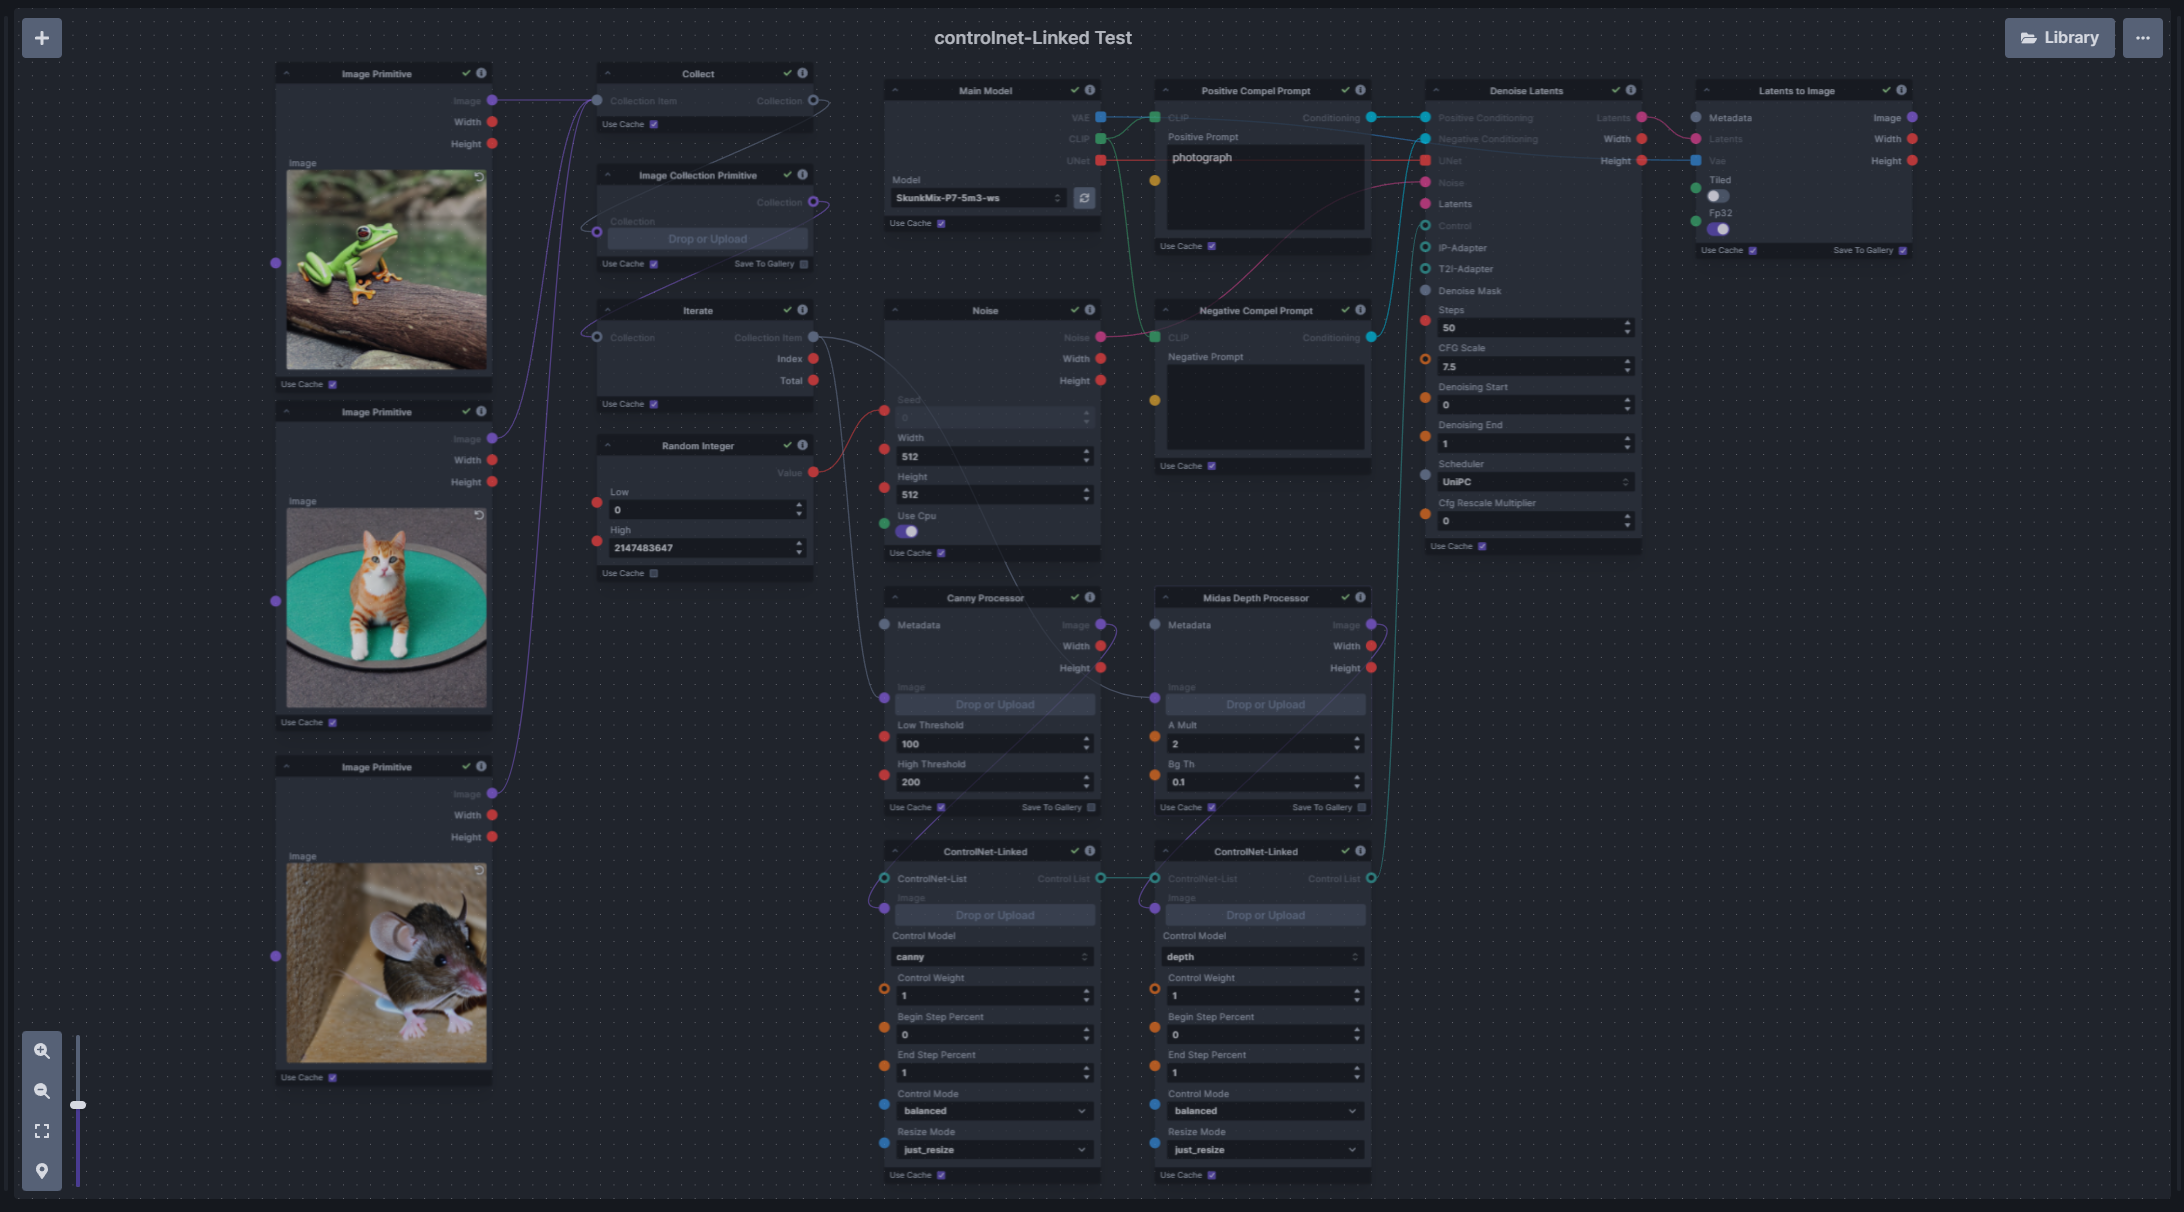 controlnet-Linked Test
Library
Image Primitive
Image
Width
Height
Image
Use Cache
Image Primitive
Image
Width
Height
Image
Use Cache
Image Primitive
Image
Width
Height
Image
Use Cache
Collect
Collection Item Collection
Use Cache
Image Collection Primitive
Collection
Collection
Drop or Upload
Use Cache Save To Gallery
Iterate
Collection Collection Item
Index
Total
Use Cache
Random Integer
Value
Low
0
High
2147483647
Use Cache
Main Model
VAE
CLIP
UNet
Model
SkunkMix-P7-5m3-ws
Use Cache
Noise
Noise
Width
Height
Seed
0
Width
512
Height
512
Use Cpu
Use Cache
Canny Processor
Metadata Image
Width
Height
Image
Drop or Upload
Low Threshold
100
High Threshold
200
Use Cache Save To Gallery
ControlNet-Linked
ControlNet-List Control List
Image
Drop or Upload
Control Model
canny
Control Weight
1
Begin Step Percent
0
End Step Percent
1
Control Mode
balanced
Resize Mode
just_resize
Use Cache
Positive Compel Prompt
CLIP Conditioning
Positive Prompt
photograph
Use Cache
Negative Compel Prompt
CLIP Conditioning
Negative Prompt
Use Cache
Midas Depth Processor
Metadata Image
Width
Height
Image
Drop or Upload
A Mult
2
Bg Th
0.1
Use Cache Save To Gallery
ControlNet-Linked
ControlNet-List Control List
Image
Drop or Upload
Control Model
depth
Control Weight
1
Begin Step Percent
0
End Step Percent
1
Control Mode
balanced
Resize Mode
just_resize
Use Cache
Denoise Latents
Positive Conditioning Latents
Negative Conditioning Width
UNet Height
Noise
Latents
Control
IP-Adapter
T2I-Adapter
Denoise Mask
Steps
50
CFG Scale
7.5
Denoising Start
0
Denoising End
1
Scheduler
UniPC
Cfg Rescale Multiplier
0
Use Cache
Latents to Image
Metadata Image
Latents Width
Vae Height
Tiled
Fp32
Use Cache Save To Gallery